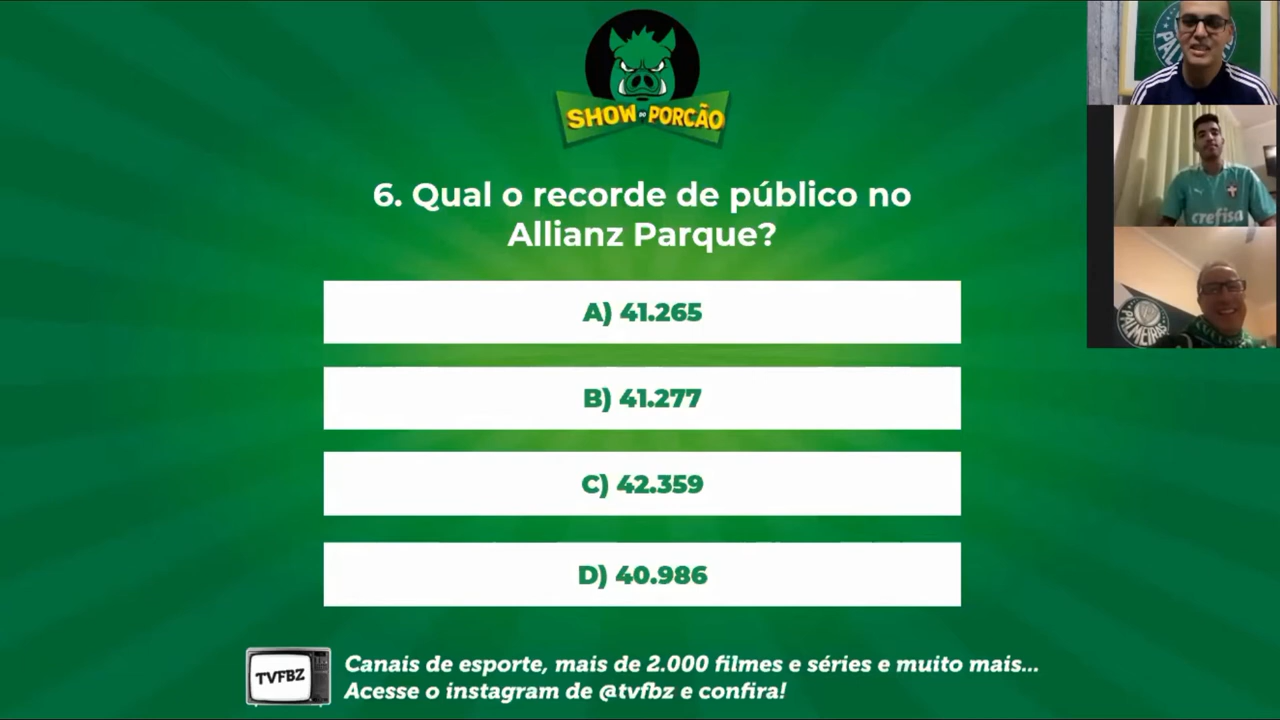 SHOW DO PORCÃO
6. Qual o recorde de público no
Allianz Parque?
A) 41.265
B) 41.277
C) 42.359
D) 40.986
TVFBZ
Canais de esporte, mais de 2.000 filmes e séries e muito mais...
Acesse o instagram de @tvfbz e confira!
PAL
crefisa
PALMEIRAS